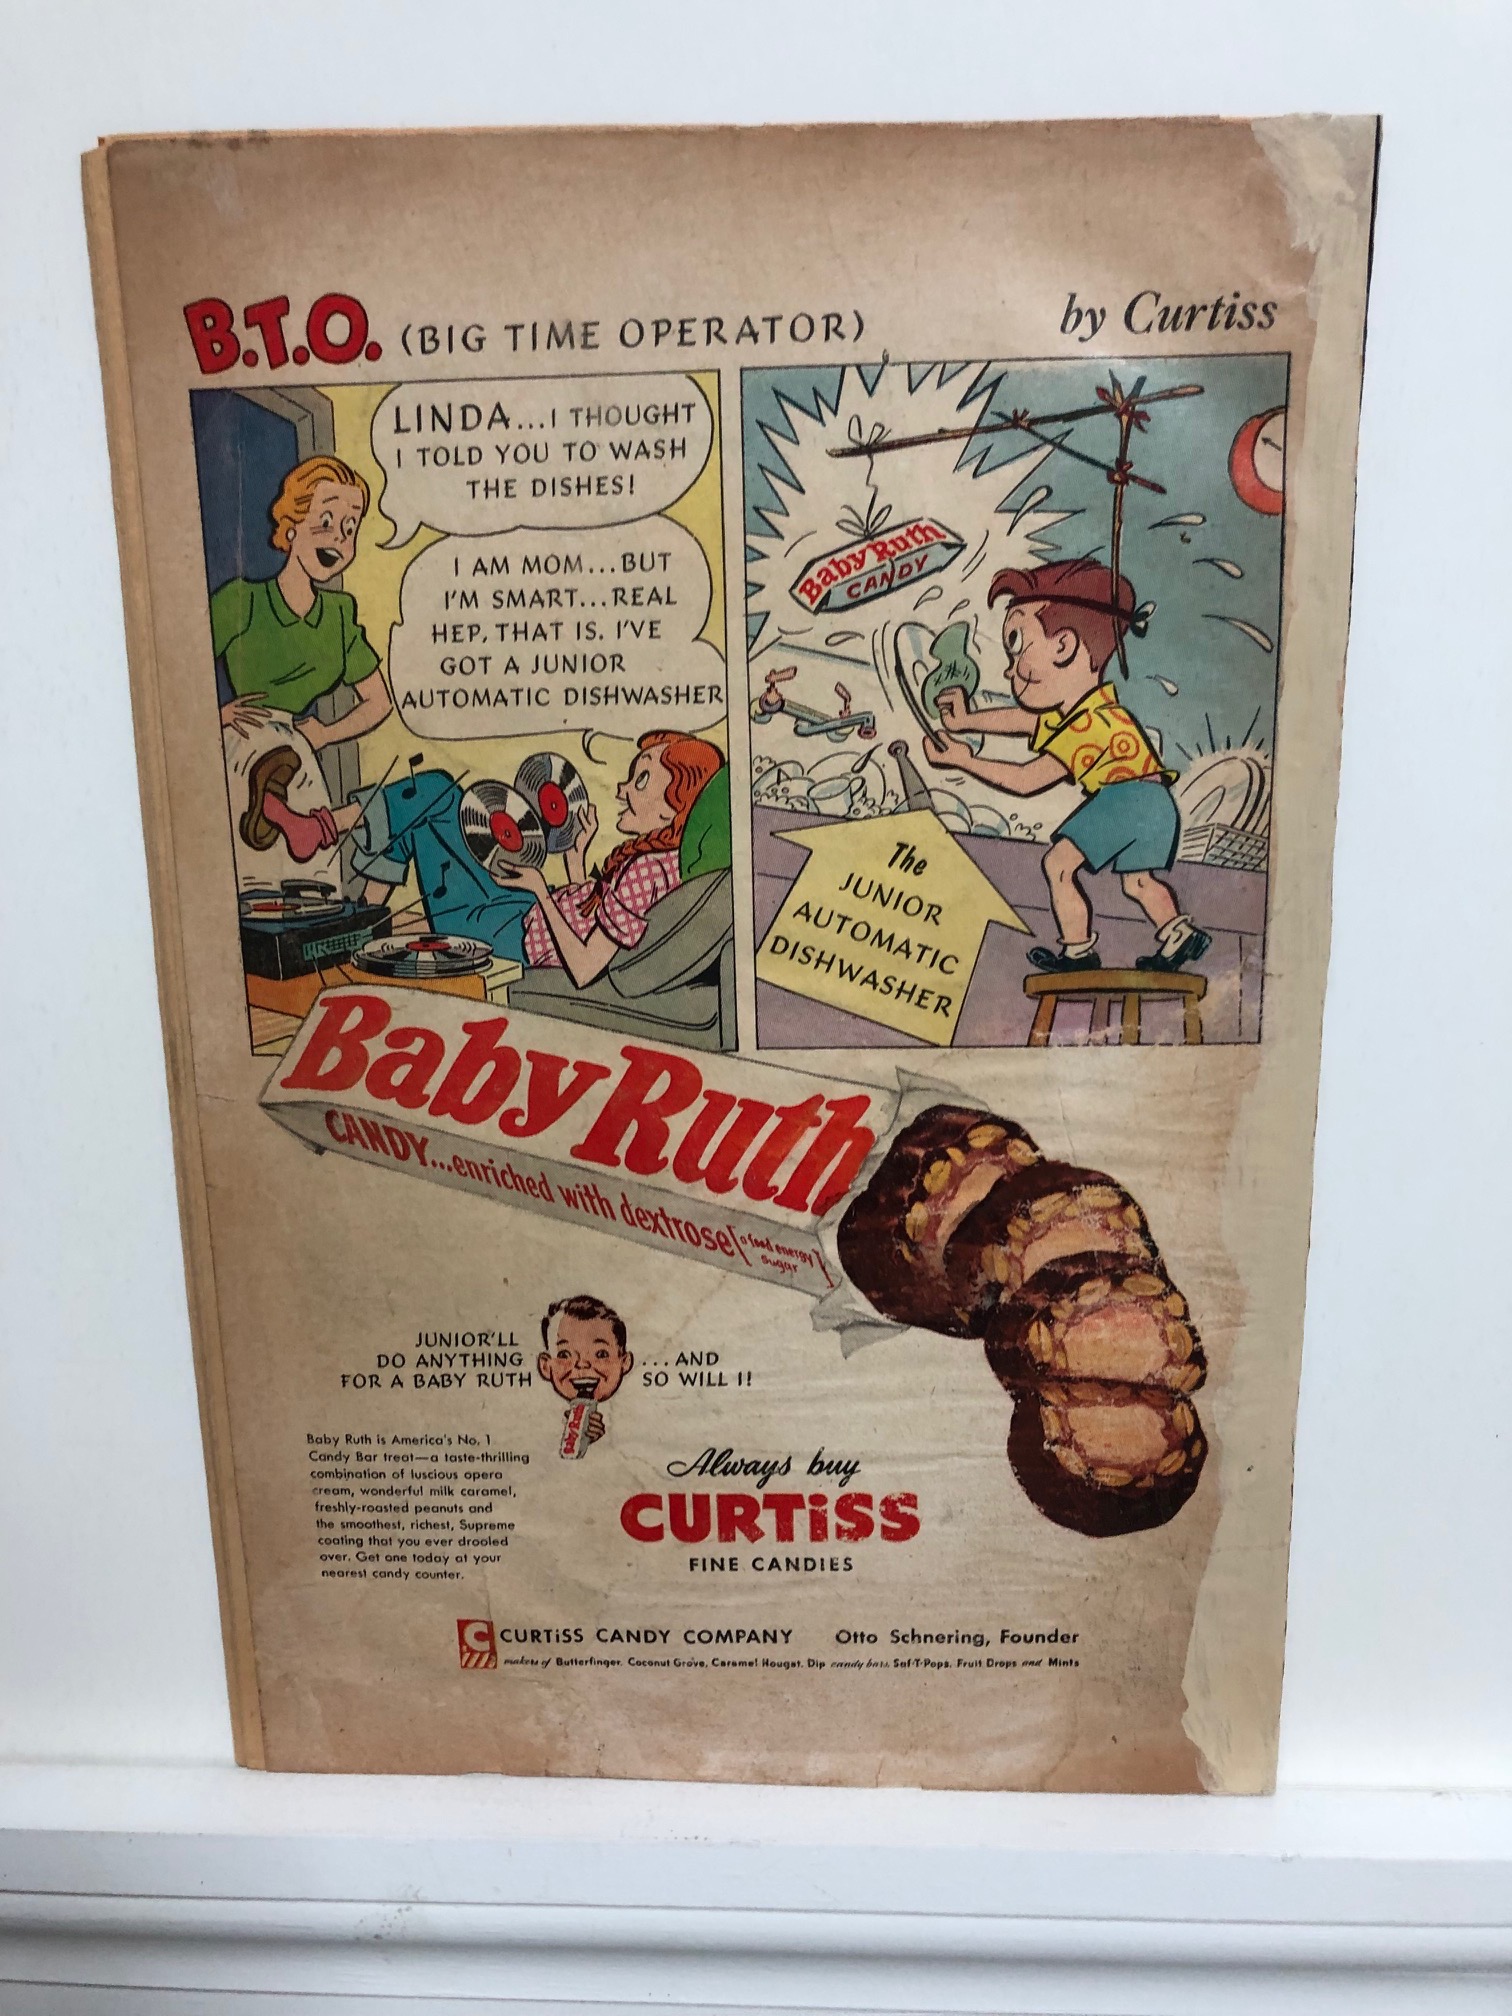 B.T.O. (BIG TIME OPERATOR)
by Curtiss
LINDA...I THOUGHT
I TOLD YOU TO WASH
THE DISHES!
I AM MOM...BUT
I'M SMART...REAL
HEP, THAT IS. I'VE
GOT A JUNIOR
AUTOMATIC DISHWASHER
Baby Ruth
CANDY
The
JUNIOR
AUTOMATIC
DISHWASHER
Baby Ruth
CANDY...enriched with dextrose
[a food energy
sugar]
JUNIOR'LL
DO ANYTHING
FOR A BABY RUTH
...AND
SO WILL I!
Baby Ruth
Baby Ruth is America's No. 1
Candy Bar treat—a taste-thrilling
combination of luscious opera
cream, wonderful milk caramel,
freshly-roasted peanuts and
the smoothest, richest, Supreme
coating that you ever drooled
over. Get one today at your
nearest candy counter.
Always buy
CURTiSS
FINE CANDIES
C
CURTiSS CANDY COMPANY Otto Schnering, Founder
makers of Butterfinger, Coconut Grove, Caramel Nougat, Dip candy bars, Saf-T-Pops, Fruit Drops and Mints